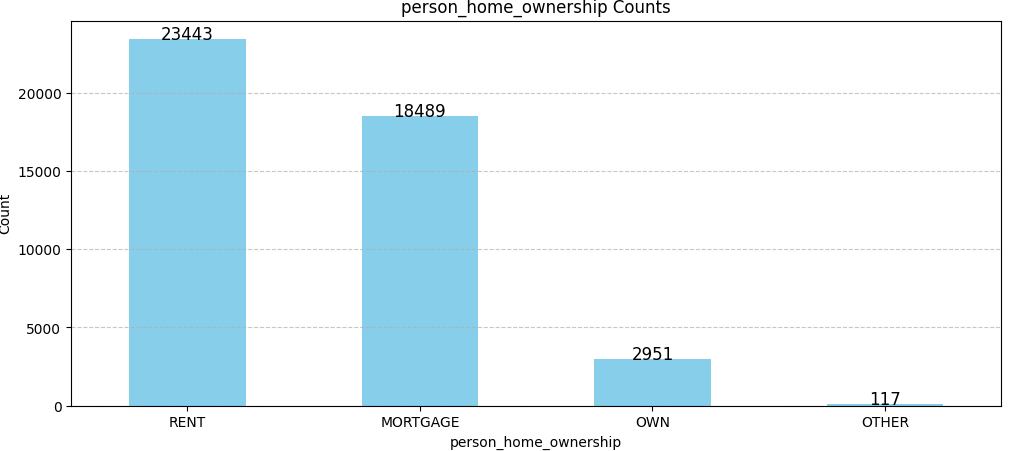 person_home_ownership Counts
23443
18489
2951
117
20000
15000
10000
5000
0
Count
RENT
MORTGAGE
OWN
OTHER
person_home_ownership